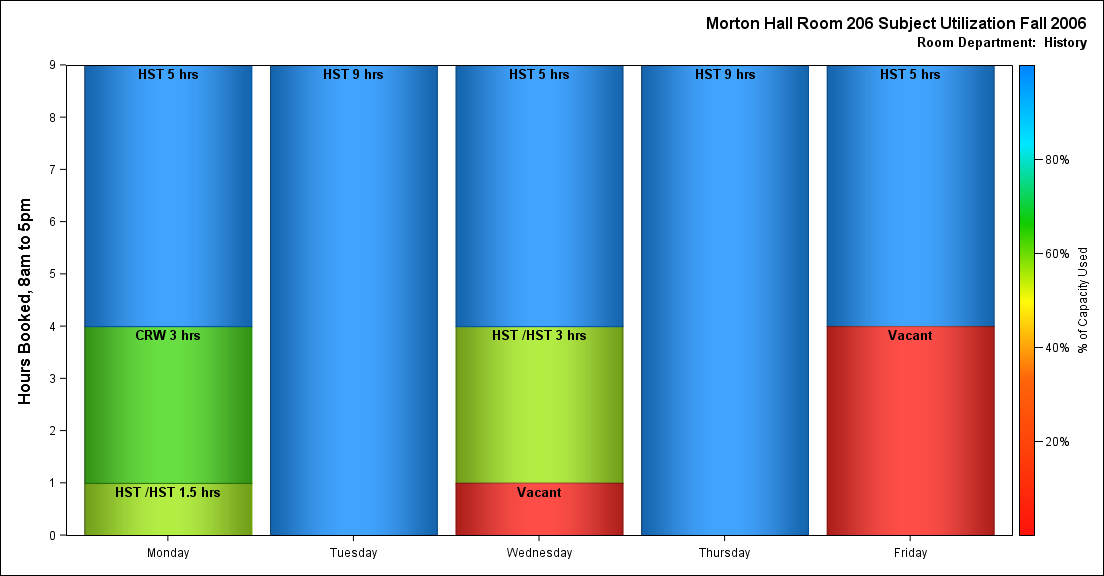 Morton Hall Room 206 Subject Utilization Fall 2006
Room Department:  History
Hours Booked, 8am to 5pm
9
8
7
6
5
4
3
2
1
0
HST 5 hrs
CRW 3 hrs
HST /HST 1.5 hrs
HST 9 hrs
HST 5 hrs
HST /HST 3 hrs
Vacant
HST 9 hrs
HST 5 hrs
Vacant
Monday
Tuesday
Wednesday
Thursday
Friday
80%
60%
40%
20%
% of Capacity Used